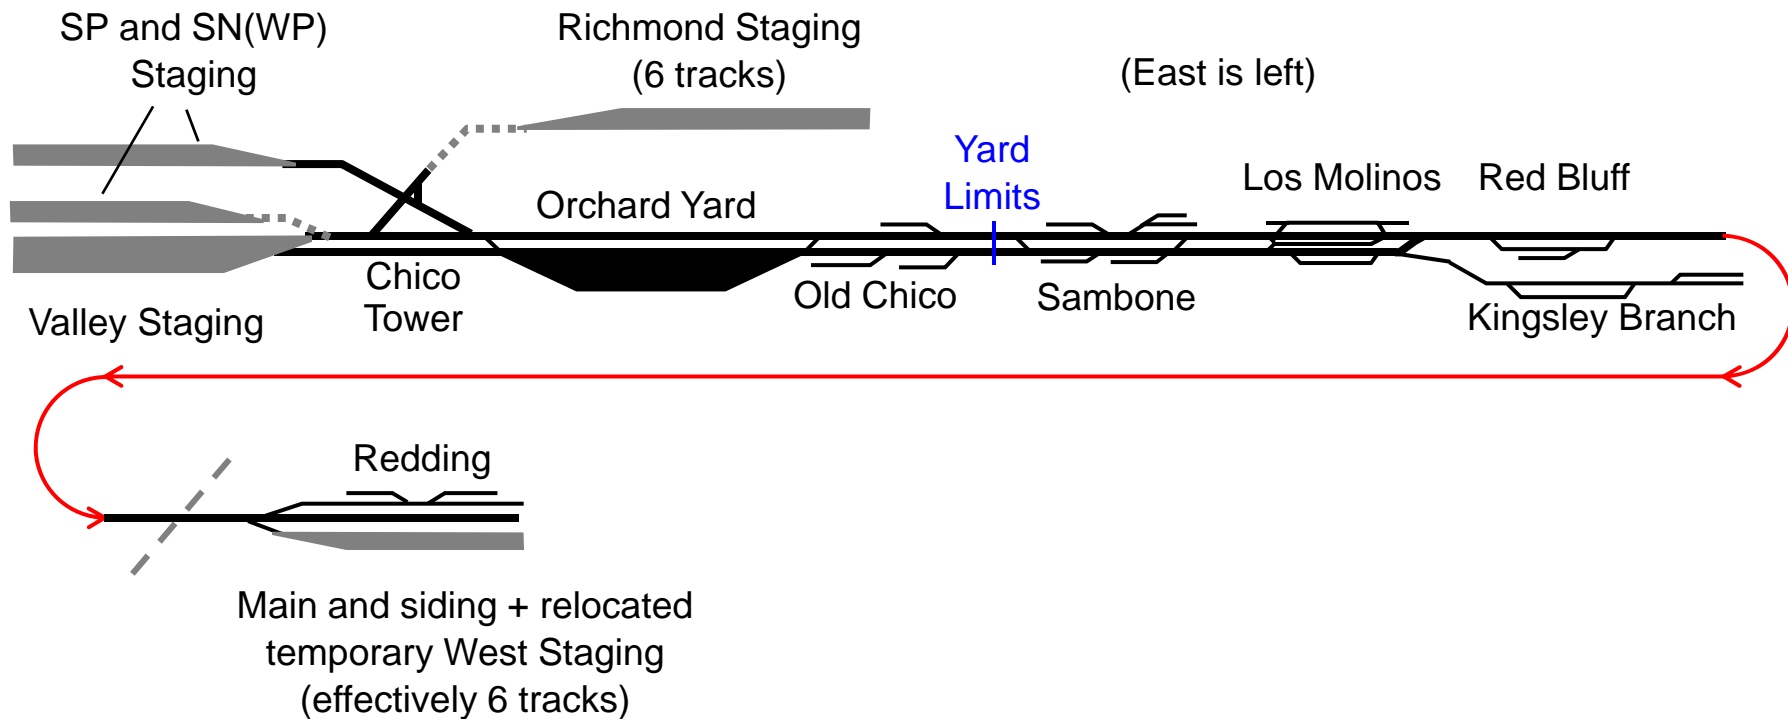 SP and SN(WP)
Staging
Richmond Staging
(6 tracks)
(East is left)
Yard
Limits
Los Molinos
Red Bluff
Orchard Yard
Chico
Tower
Old Chico
Sambone
Kingsley Branch
Valley Staging
Redding
Main and siding + relocated
temporary West Staging
(effectively 6 tracks)